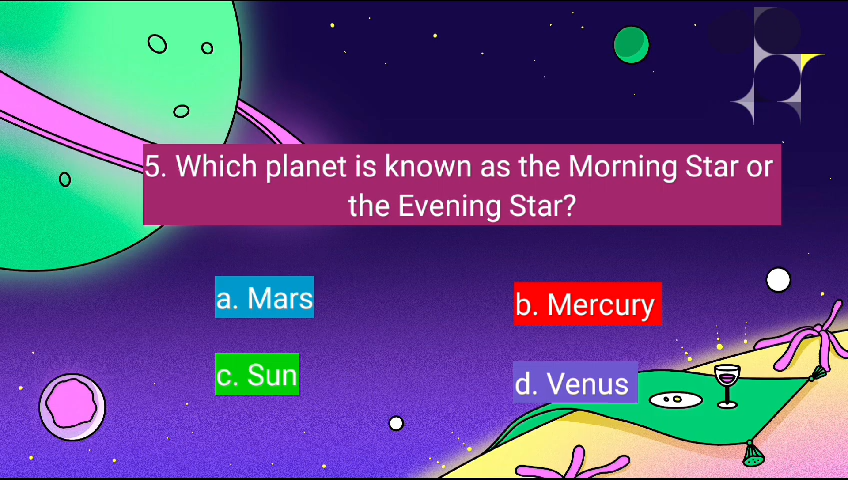 5. Which planet is known as the Morning Star or
the Evening Star?
a. Mars
b. Mercury
c. Sun
d. Venus